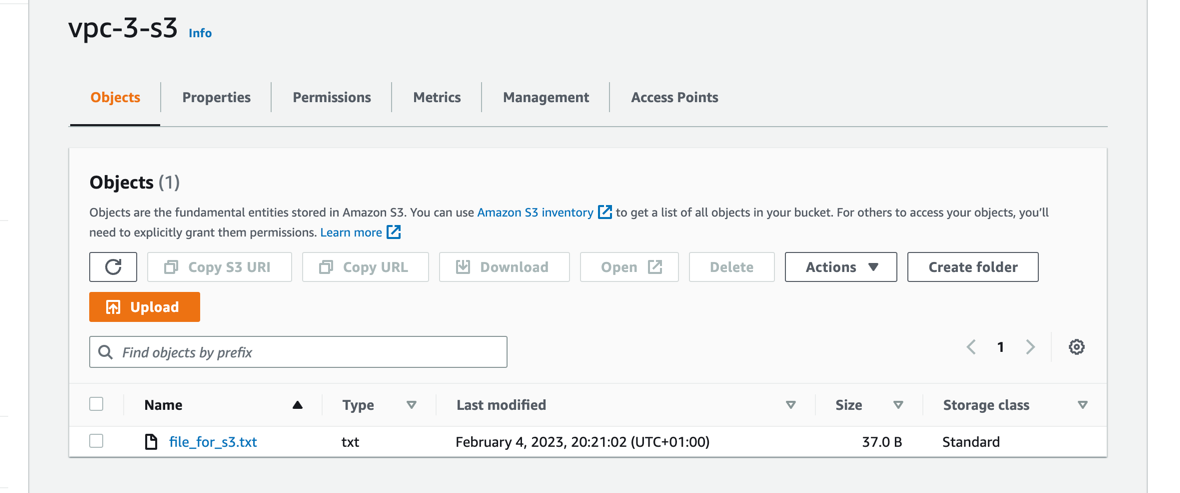 vpc-3-s3 Info
Objects Properties Permissions Metrics Management Access Points
Objects (1)
Objects are the fundamental entities stored in Amazon S3. You can use Amazon S3 inventory to get a list of all objects in your bucket. For others to access your objects, you'll
need to explicitly grant them permissions. Learn more
Copy S3 URI Copy URL Download Open Delete Actions Create folder
Upload
Find objects by prefix 1
Name Type Last modified Size Storage class
file_for_s3.txt txt February 4, 2023, 20:21:02 (UTC+01:00) 37.0 B Standard